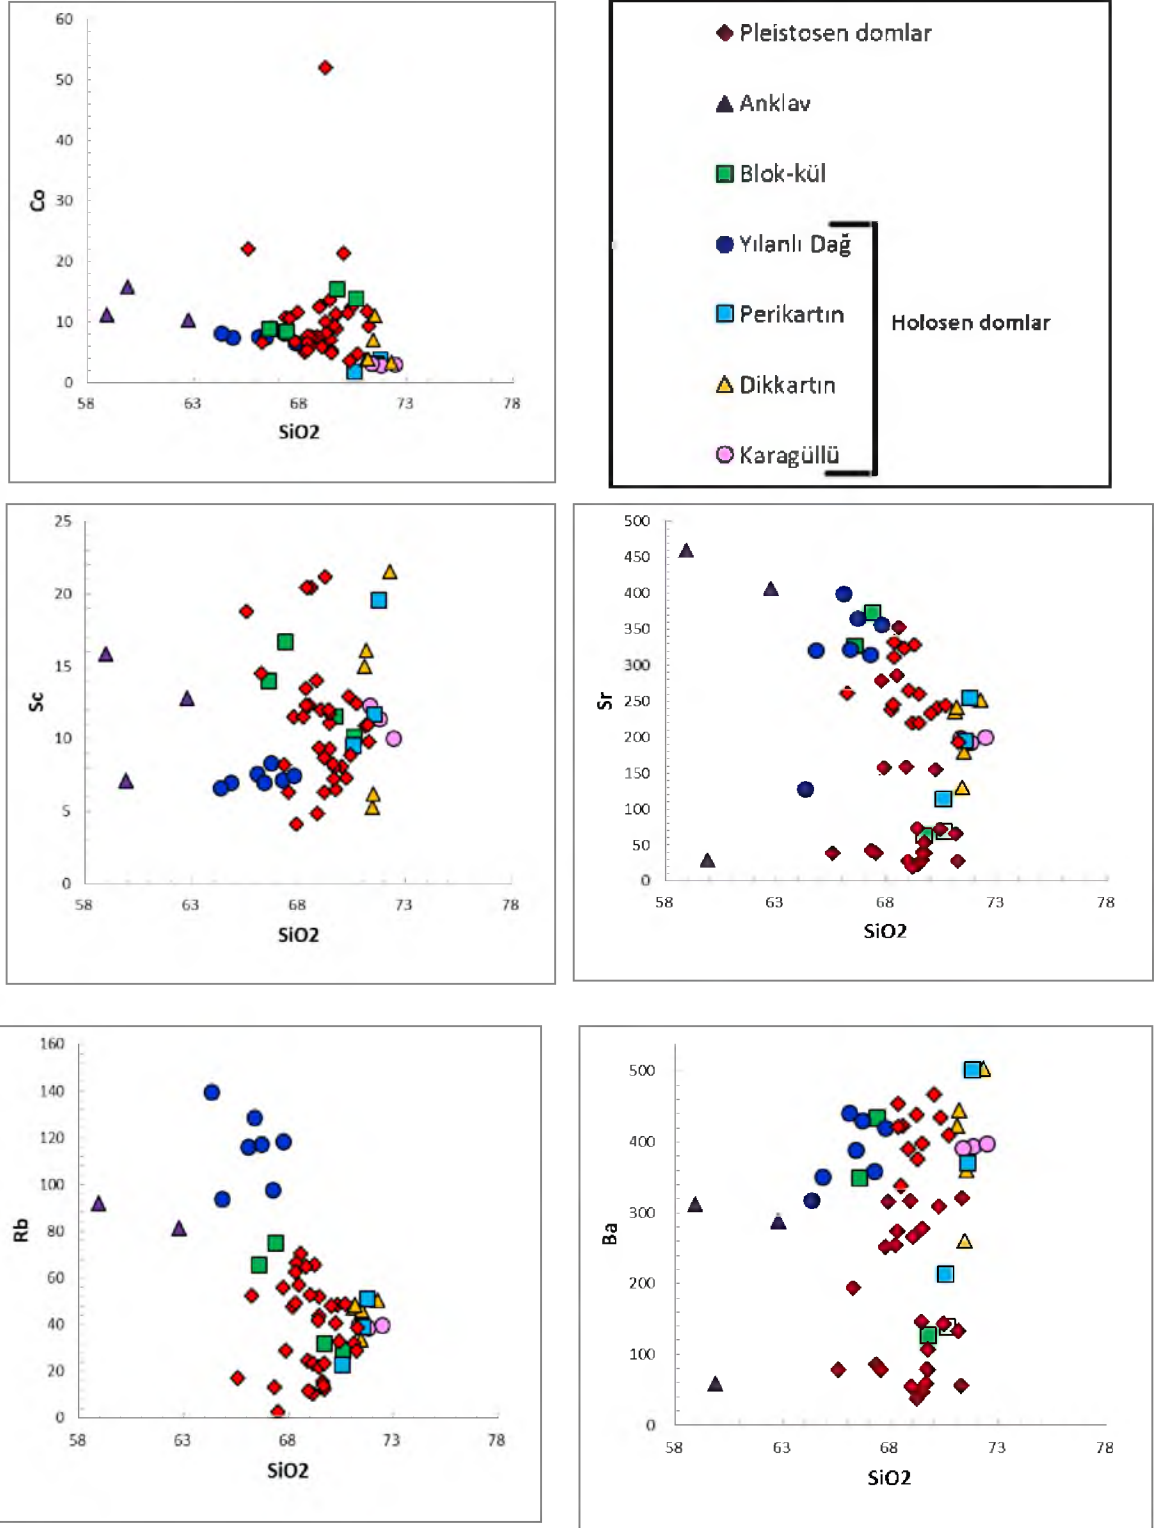 60
50
40
30
20
10
0
Co
58 63 68 73 78
SiO2
Pleistosen domlar
Anklav
Blok-kül
Yılanlı Dağ
Perikartın
Dikkartın
Karagüllü
Holosen domlar
25
20
15
10
5
0
Sc
58 63 68 73 78
SiO2
500
450
400
350
300
250
200
150
100
50
0
Sr
58 63 68 73 78
SiO2
160
140
120
100
80
60
40
20
0
Rb
58 63 68 73 78
SiO2
500
400
300
200
100
0
Ba
58 63 68 73 78
SiO2